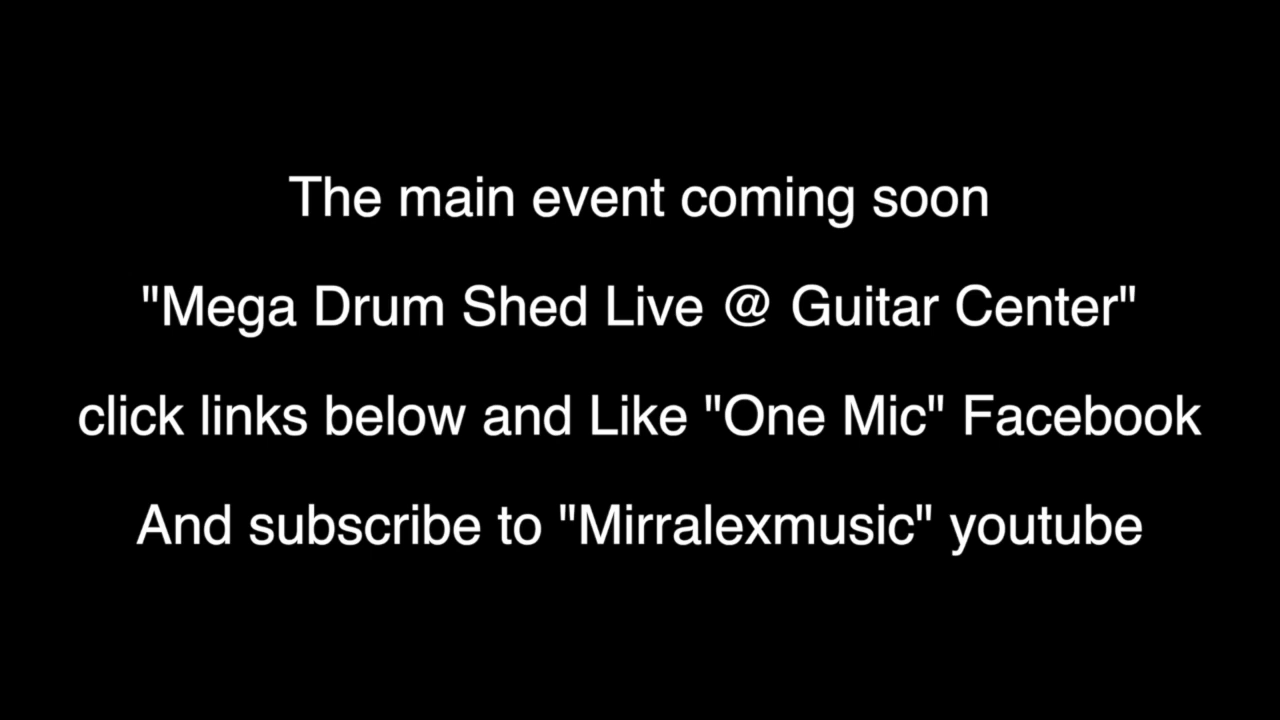 The main event coming soon
"Mega Drum Shed Live @ Guitar Center"
click links below and Like "One Mic" Facebook
And subscribe to "Mirralexmusic" youtube